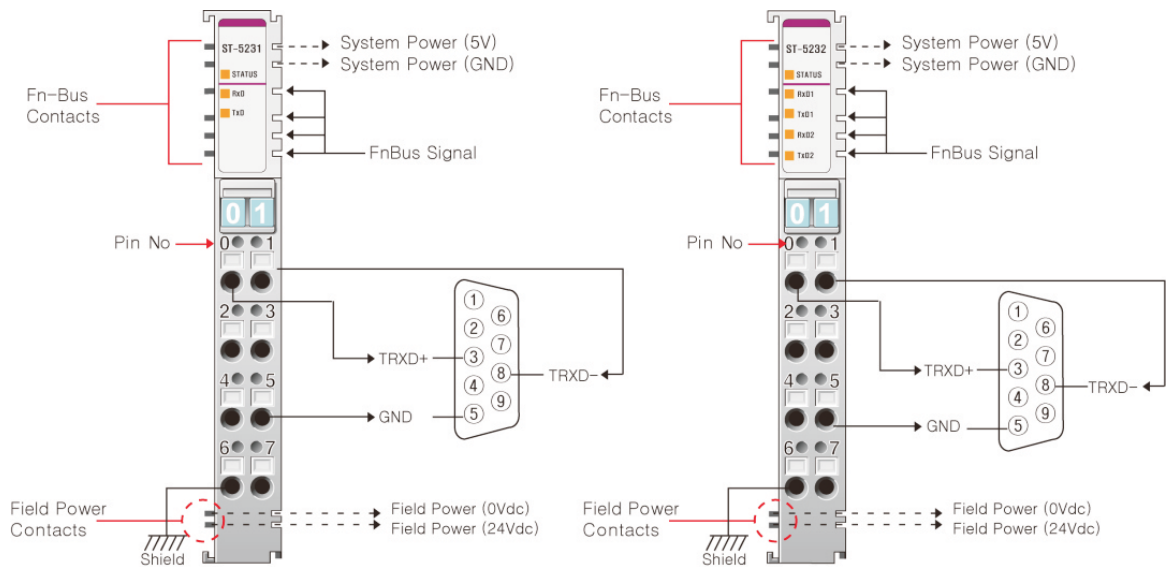 ST-5231
STATUS
RxD
TxD
System Power (5V)
System Power (GND)
Fn-Bus
Contacts
FnBus Signal
0 1
Pin No
0 1
2 3
4 5
6 7
TRXD+
GND
TRXD-
1
2
3
4
5
6
7
8
9
Field Power
Contacts
Field Power (0Vdc)
Field Power (24Vdc)
Shield
ST-5232
STATUS
RxD1
TxD1
RxD2
TxD2
System Power (5V)
System Power (GND)
Fn-Bus
Contacts
FnBus Signal
0 1
Pin No
0 1
2 3
4 5
6 7
TRXD+
GND
TRXD-
1
2
3
4
5
6
7
8
9
Field Power
Contacts
Field Power (0Vdc)
Field Power (24Vdc)
Shield